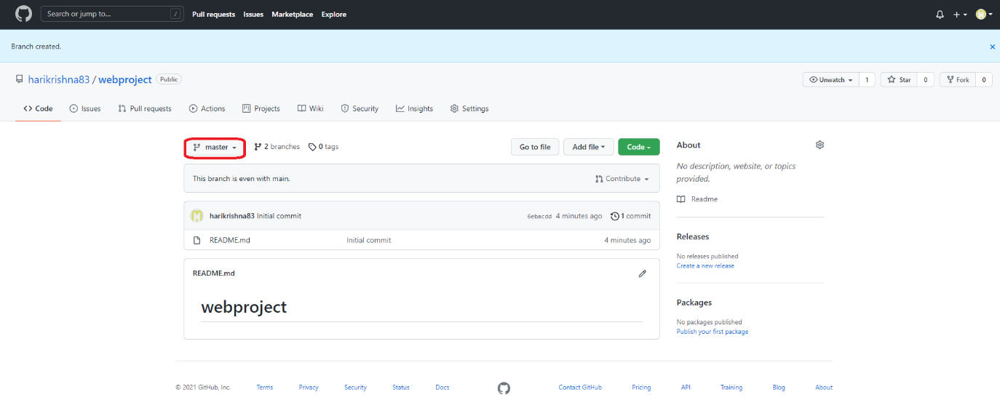 Search or jump to... /
Pull requests Issues Marketplace Explore
Branch created.
harikrishna83 / webproject Public
Unwatch 1 Star 0 Fork 0
Code Issues Pull requests Actions Projects Wiki Security Insights Settings
master 2 branches 0 tags Go to file Add file Code
This branch is even with main. Contribute
harikrishna83 Initial commit 6ebacdd 4 minutes ago 1 commit
README.md Initial commit 4 minutes ago
README.md
webproject
About
No description, website, or topics
provided.
Readme
Releases
No releases published
Create a new release
Packages
No packages published
Publish your first package
© 2021 GitHub, Inc. Terms Privacy Security Status Docs Contact GitHub Pricing API Training Blog About